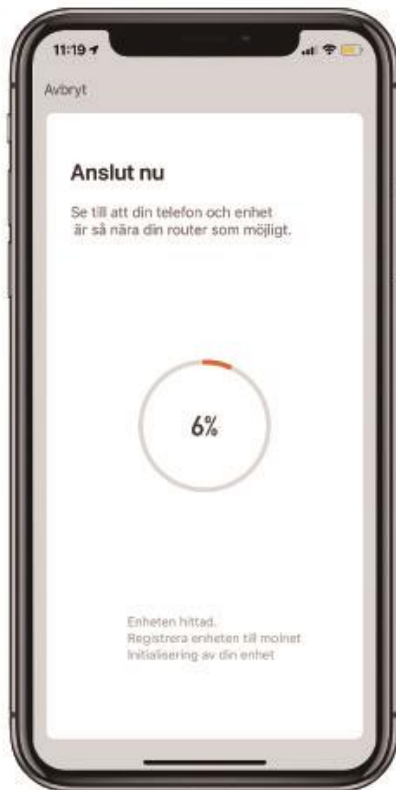 11:19
Avbryt
Anslut nu
Se till att din telefon och enhet
är så nära din router som möjligt.
6%
Enheten hittad.
Registrera enheten till molnet
Initialisering av din enhet